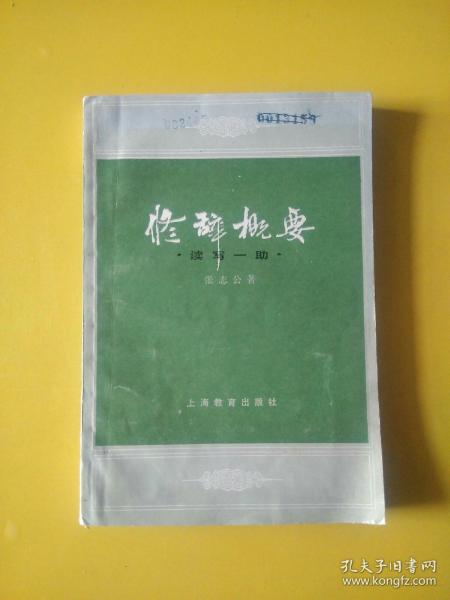 修辞概要
·读写一助·
张志公著
上海教育出版社
孔夫子旧书网
www.kongfz.com